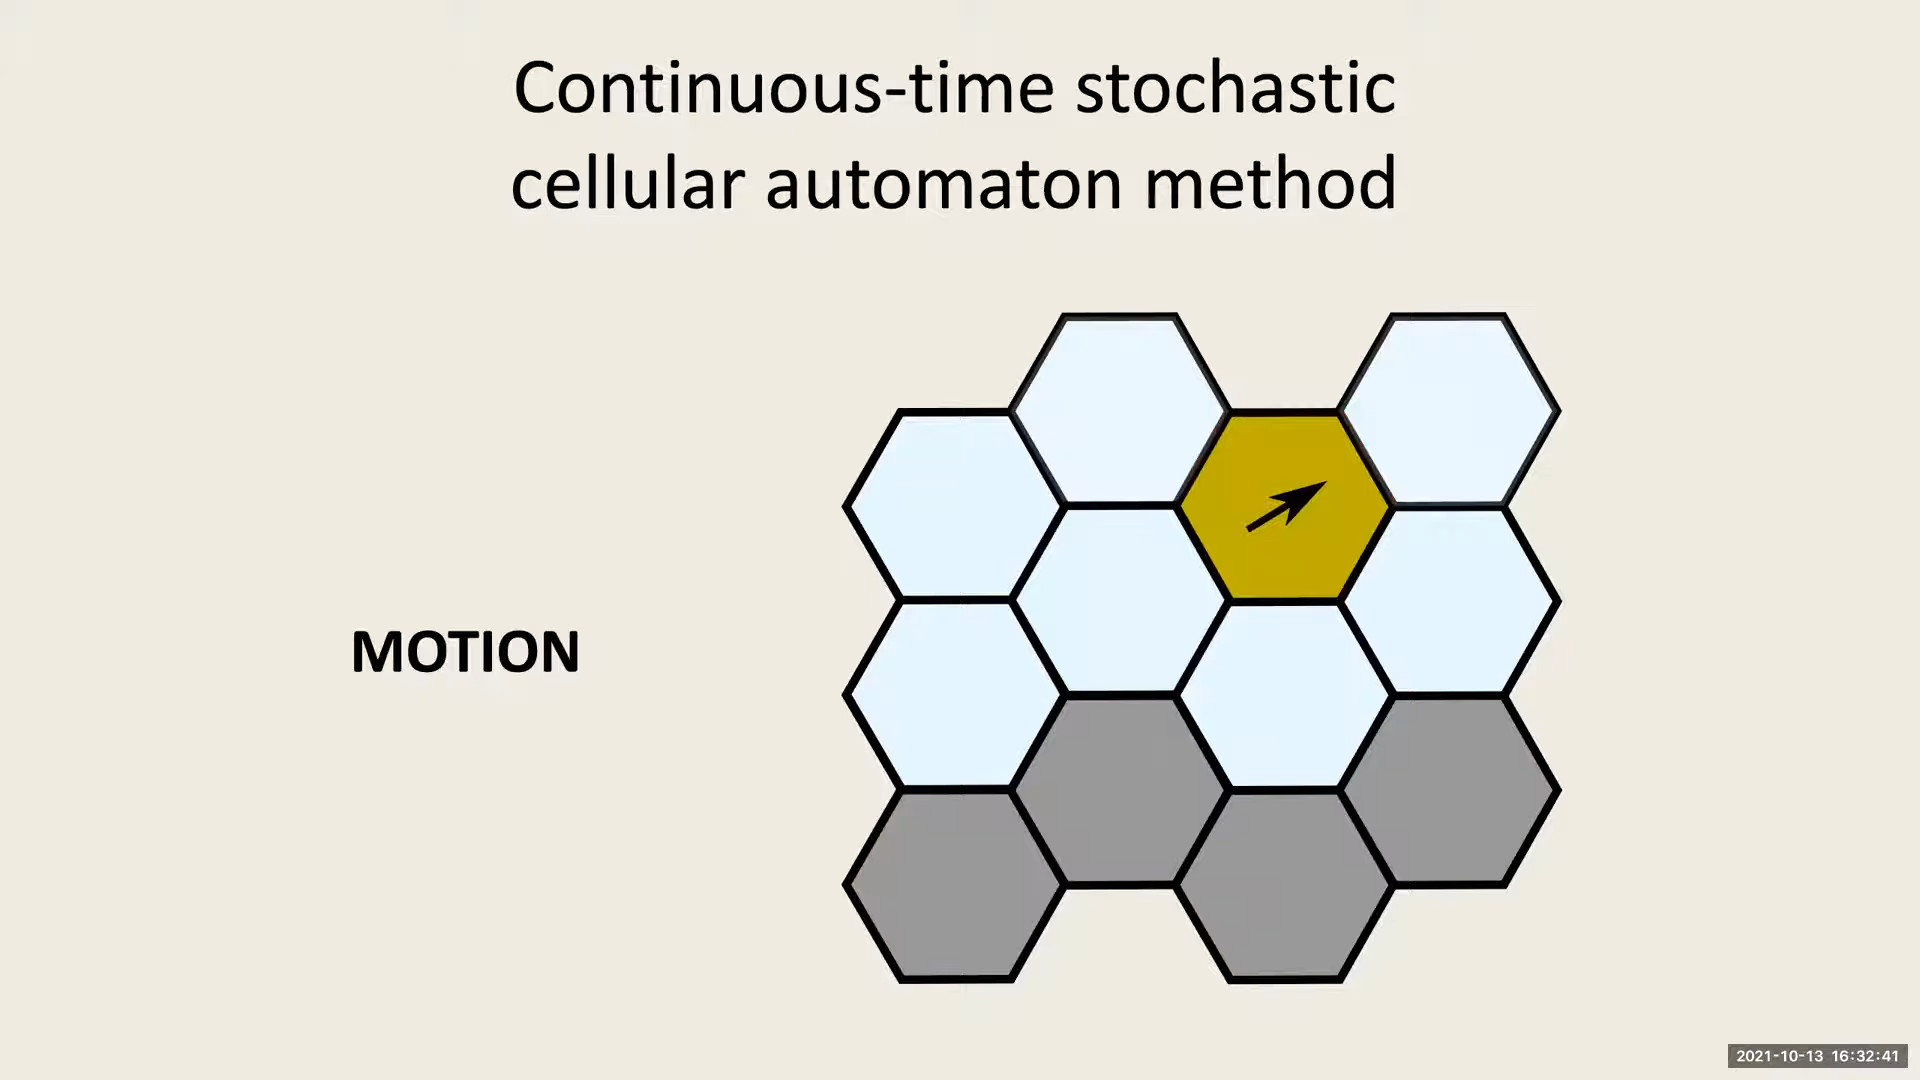 Continuous-time stochastic
cellular automaton method
MOTION
2021-10-13 16:32:41